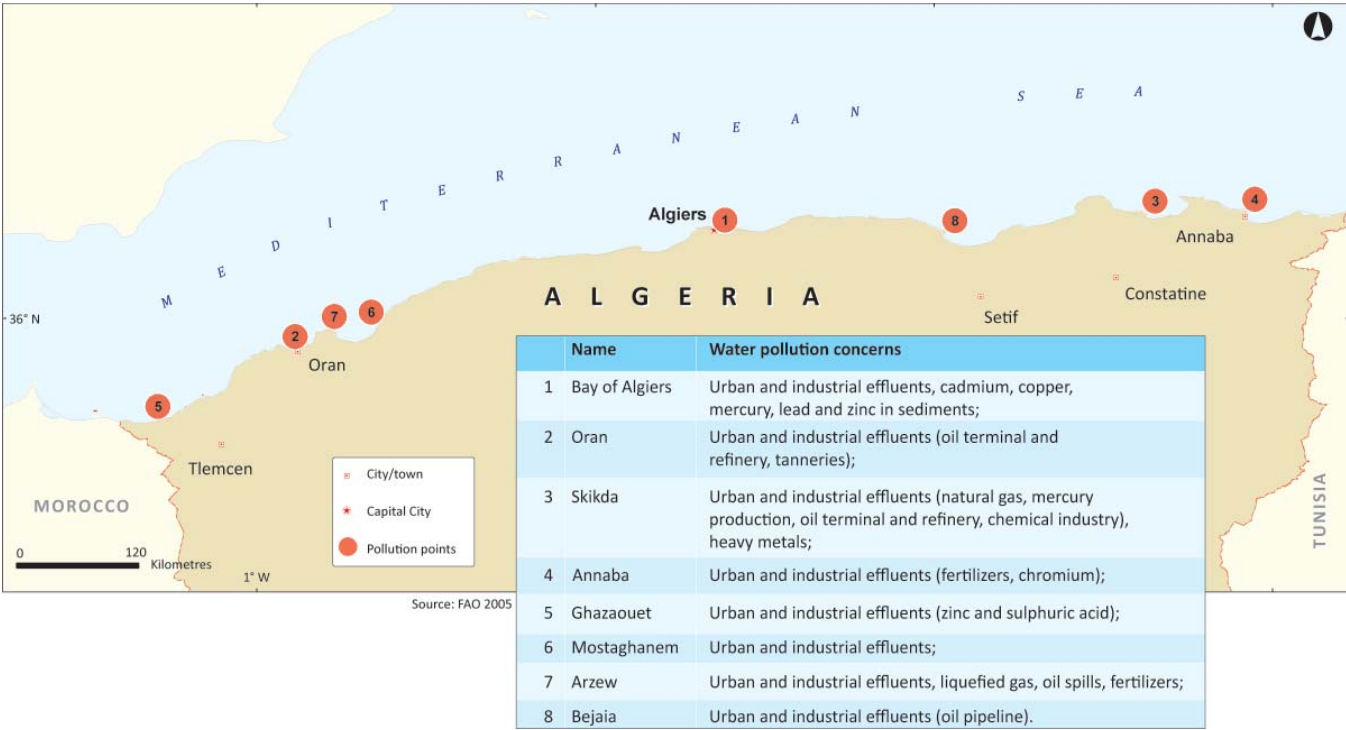 MEDITERRANEAN SEA
Algiers
1
8
3
4
Annaba
Constatine
Setif
ALGERIA
36° N
7
6
2
Oran
5
Tlemcen
MOROCCO
TUNISIA
City/town
Capital City
Pollution points
0 120
Kilometres
1° W
Source: FAO 2005
Name Water pollution concerns
1 Bay of Algiers Urban and industrial effluents, cadmium, copper,
mercury, lead and zinc in sediments;
2 Oran Urban and industrial effluents (oil terminal and
refinery, tanneries);
3 Skikda Urban and industrial effluents (natural gas, mercury
production, oil terminal and refinery, chemical industry),
heavy metals;
4 Annaba Urban and industrial effluents (fertilizers, chromium);
5 Ghazaouet Urban and industrial effluents (zinc and sulphuric acid);
6 Mostaghanem Urban and industrial effluents;
7 Arzew Urban and industrial effluents, liquefied gas, oil spills, fertilizers;
8 Bejaia Urban and industrial effluents (oil pipeline).